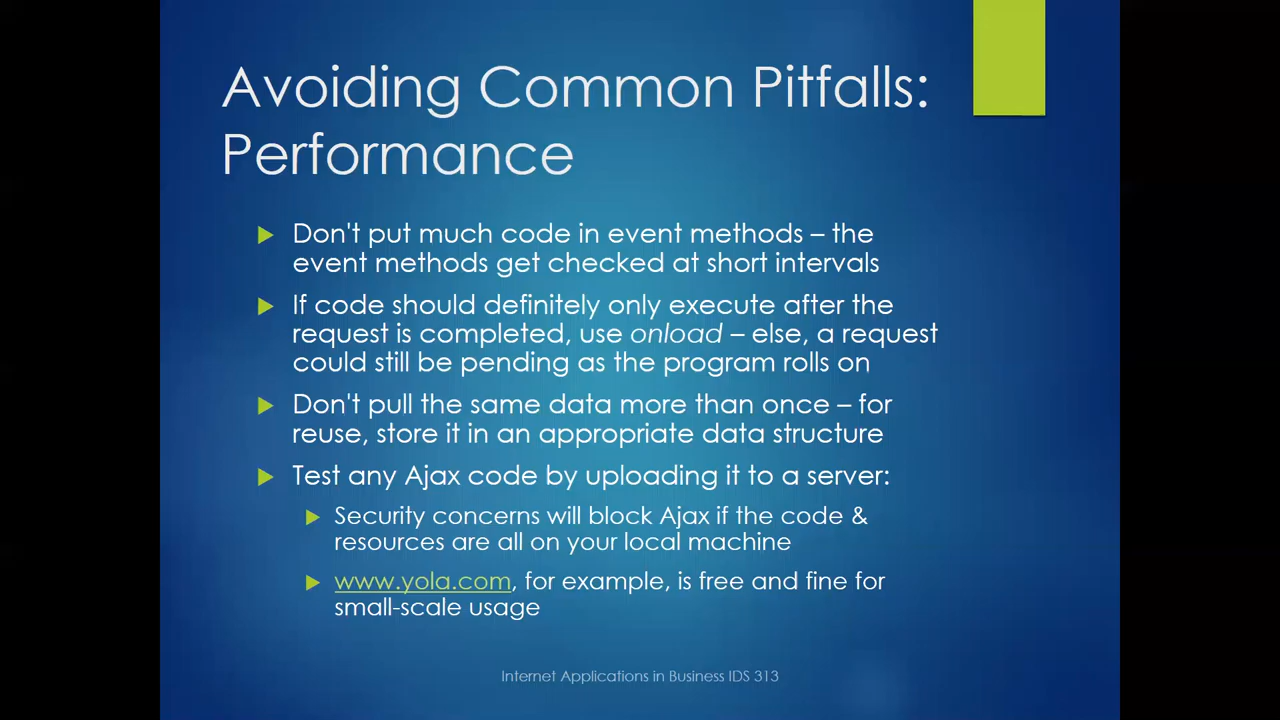 Avoiding Common Pitfalls:
Performance
Don't put much code in event methods – the
event methods get checked at short intervals
If code should definitely only execute after the
request is completed, use onload – else, a request
could still be pending as the program rolls on
Don't pull the same data more than once – for
reuse, store it in an appropriate data structure
Test any Ajax code by uploading it to a server:
Security concerns will block Ajax if the code &
resources are all on your local machine
www.yola.com, for example, is free and fine for
small-scale usage
Internet Applications in Business IDS 313